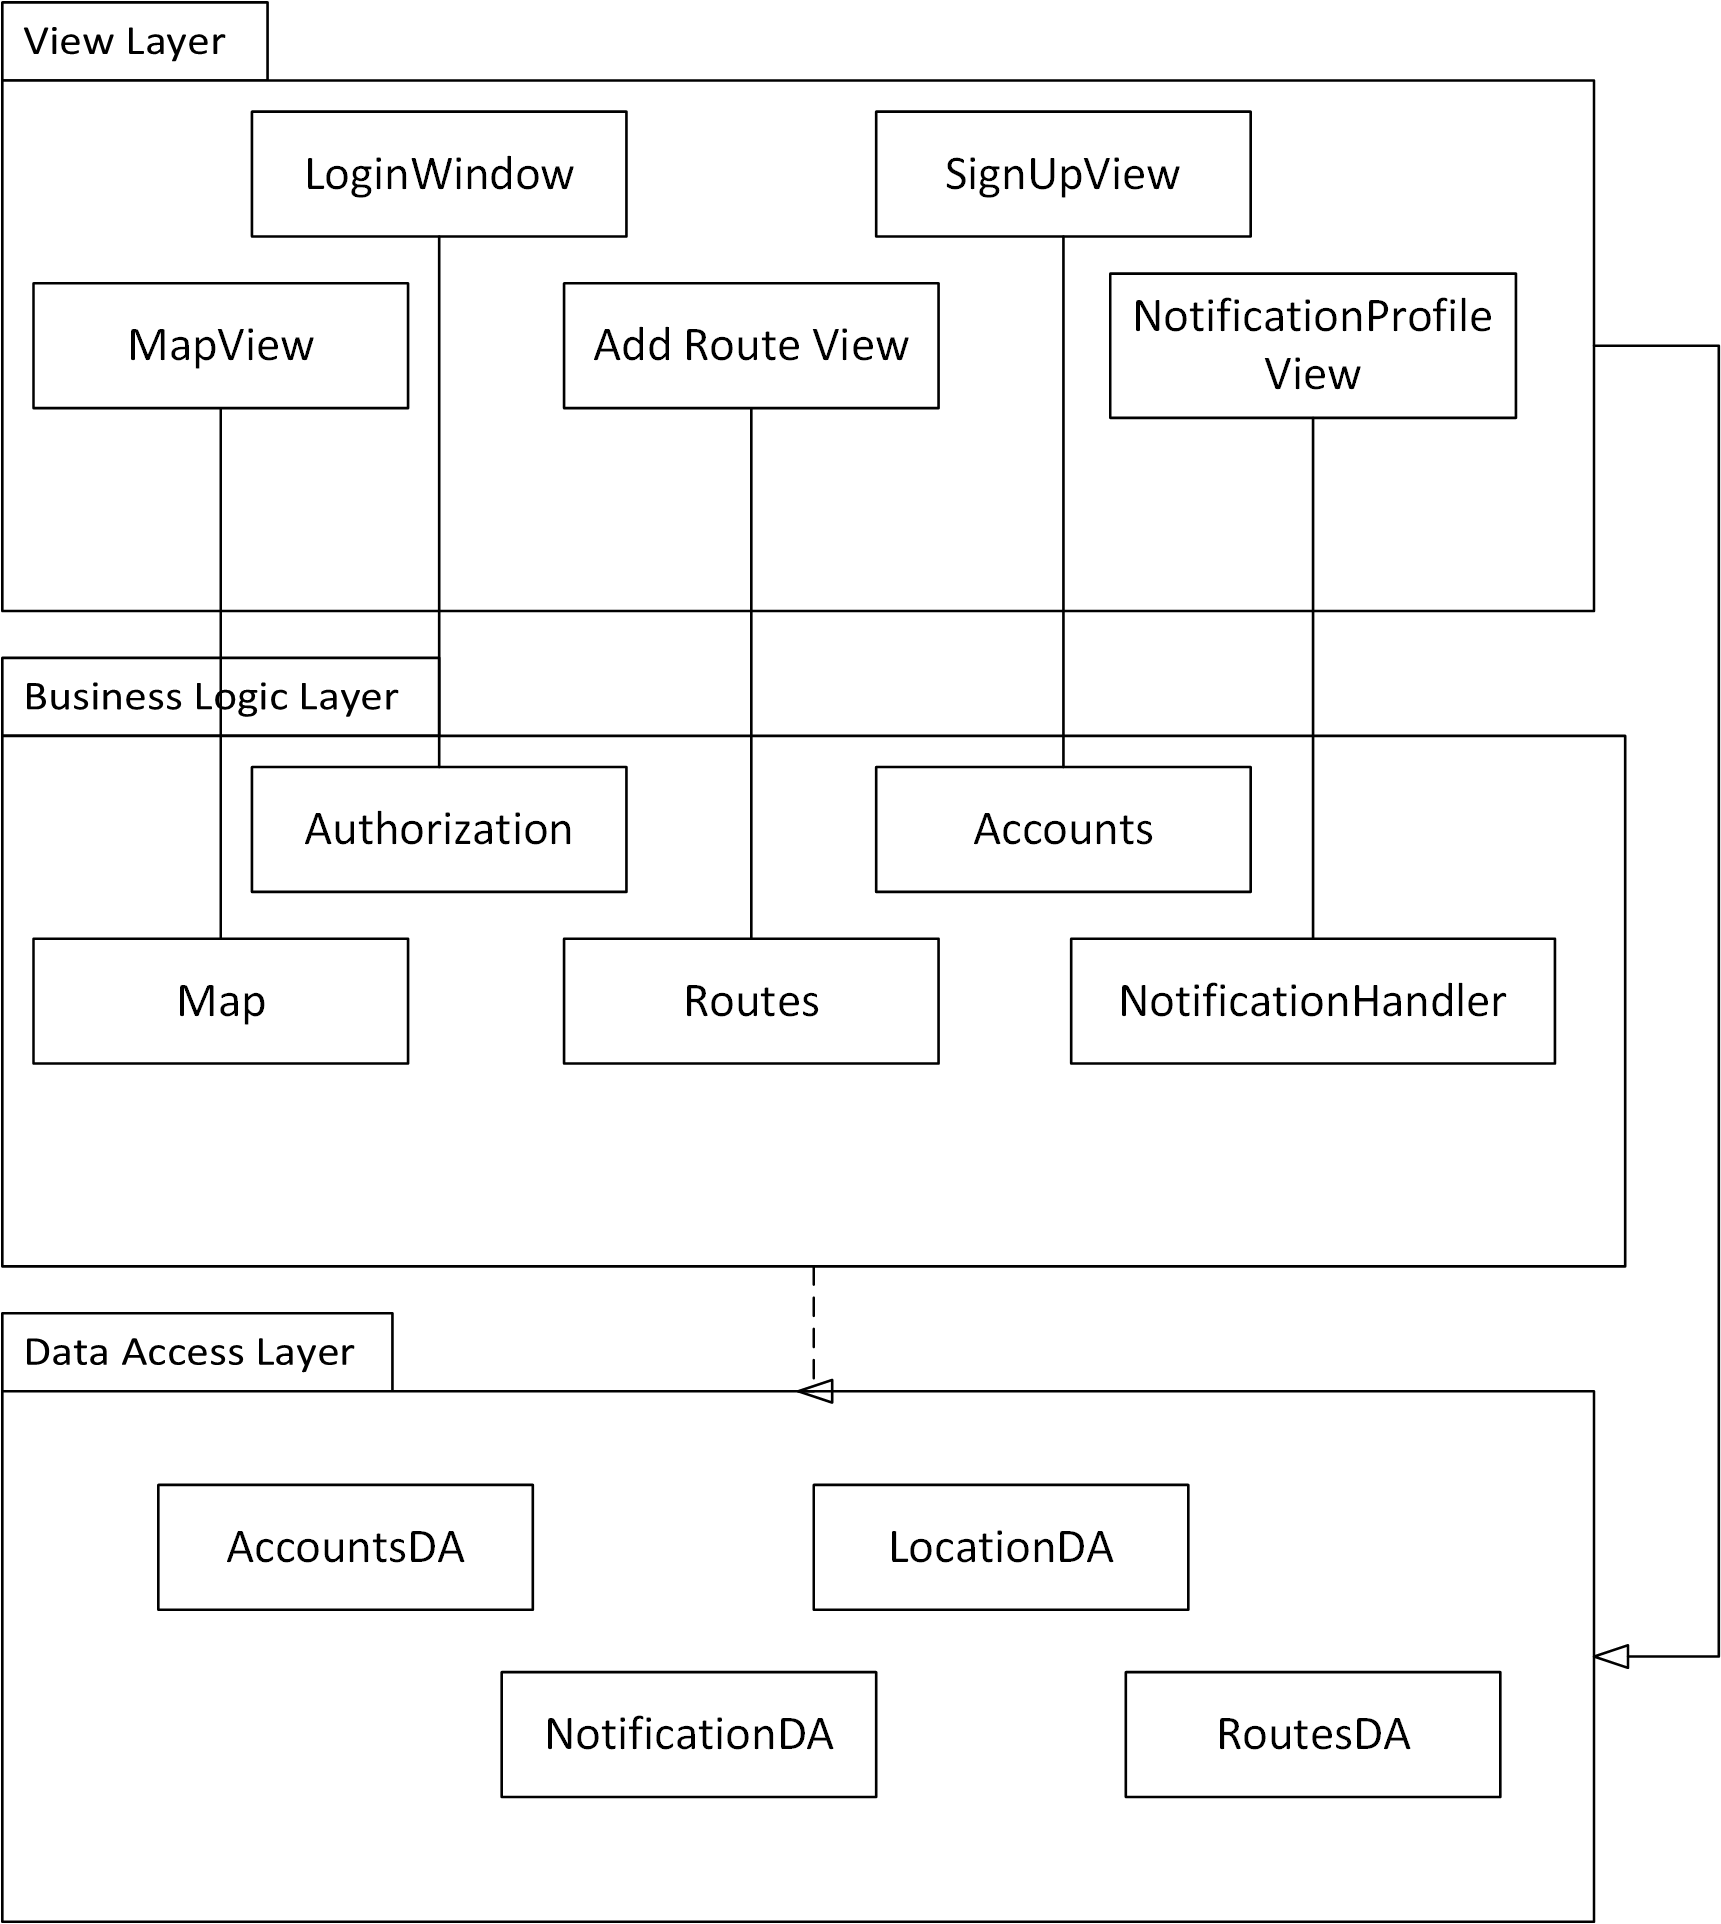 View Layer
LoginWindow
SignUpView
MapView
Add Route View
NotificationProfile
View
Business Logic Layer
Authorization
Accounts
Map
Routes
NotificationHandler
Data Access Layer
AccountsDA
LocationDA
NotificationDA
RoutesDA